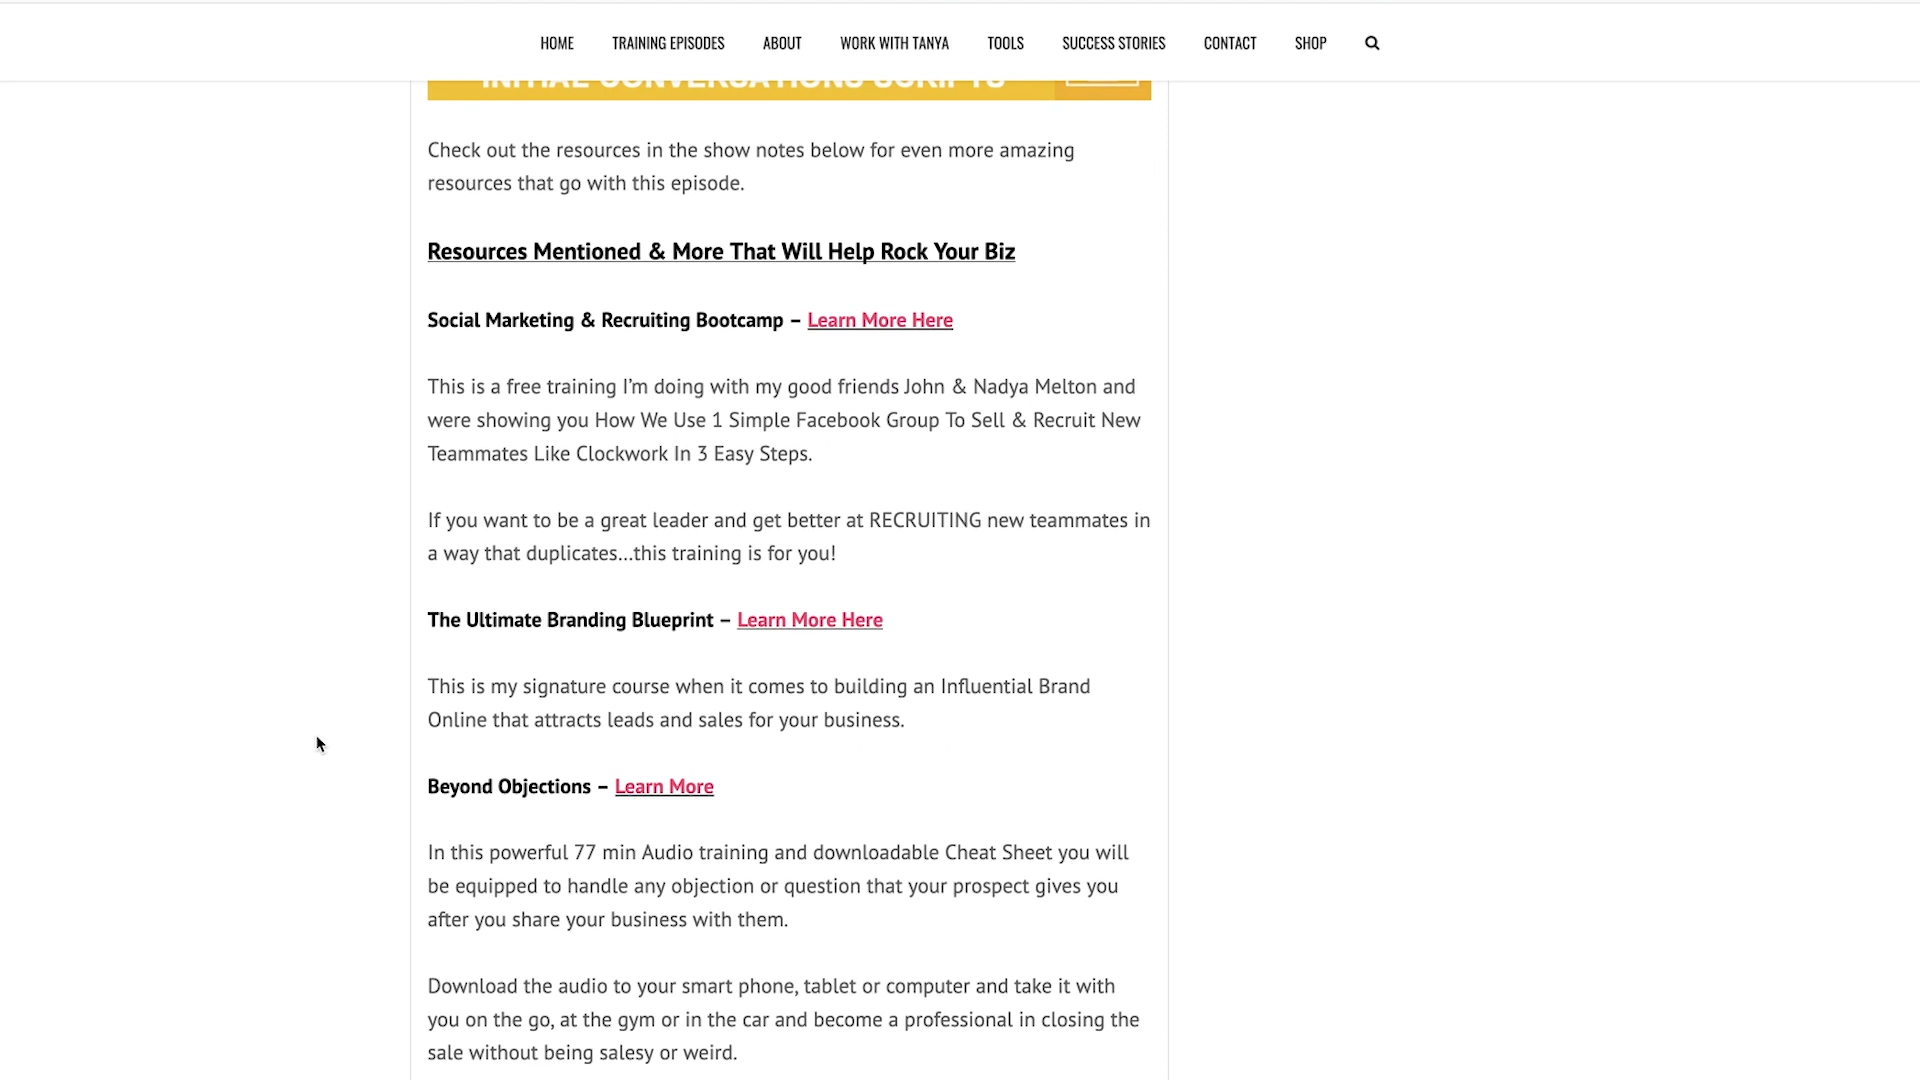 HOME TRAINING EPISODES ABOUT WORK WITH TANYA TOOLS SUCCESS STORIES CONTACT SHOP
INITIAL CONVERSATIONS SCRIPTS
Check out the resources in the show notes below for even more amazing
resources that go with this episode.
Resources Mentioned & More That Will Help Rock Your Biz
Social Marketing & Recruiting Bootcamp – Learn More Here
This is a free training I’m doing with my good friends John & Nadya Melton and
were showing you How We Use 1 Simple Facebook Group To Sell & Recruit New
Teammates Like Clockwork In 3 Easy Steps.
If you want to be a great leader and get better at RECRUITING new teammates in
a way that duplicates…this training is for you!
The Ultimate Branding Blueprint – Learn More Here
This is my signature course when it comes to building an Influential Brand
Online that attracts leads and sales for your business.
Beyond Objections – Learn More
In this powerful 77 min Audio training and downloadable Cheat Sheet you will
be equipped to handle any objection or question that your prospect gives you
after you share your business with them.
Download the audio to your smart phone, tablet or computer and take it with
you on the go, at the gym or in the car and become a professional in closing the
sale without being salesy or weird.